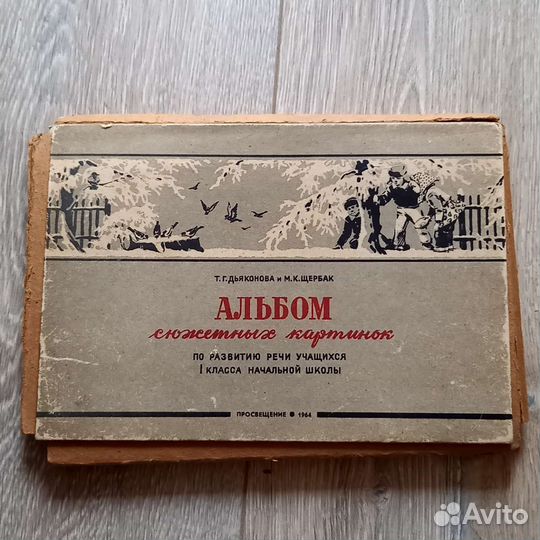 Т. Г. ДЬЯКОНОВА и М. К. ЩЕРБАК
АЛЬБОМ
сюжетных картинок
ПО РАЗВИТИЮ РЕЧИ УЧАЩИХСЯ
I КЛАССА НАЧАЛЬНОЙ ШКОЛЫ
ПРОСВЕЩЕНИЕ • 1964
Avito